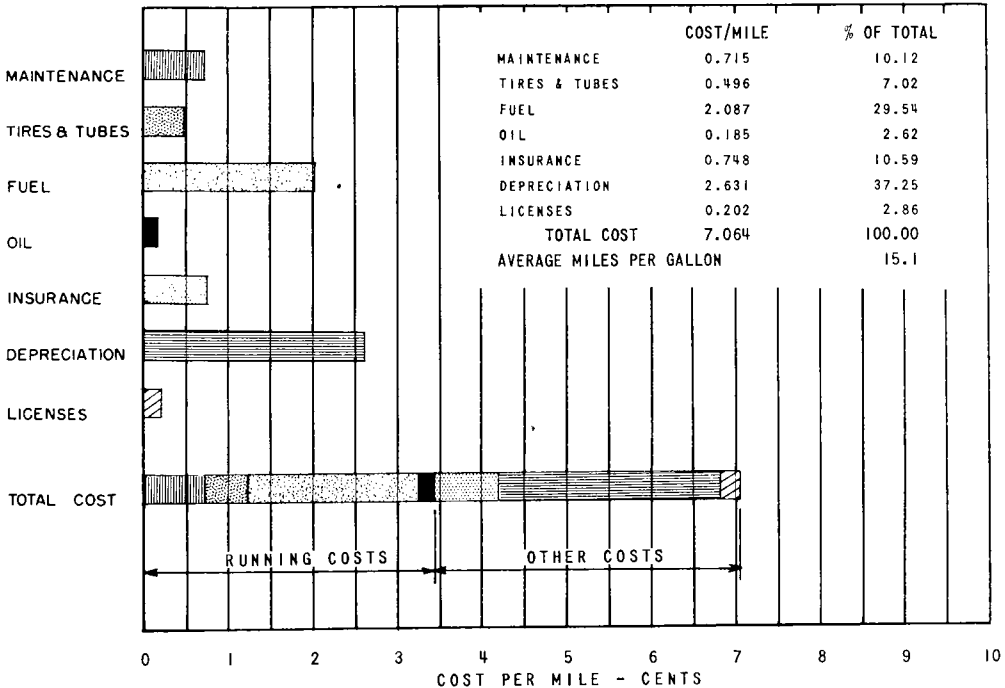 COST/MILE % OF TOTAL
MAINTENANCE 0.715 10.12
TIRES & TUBES 0.496 7.02
FUEL 2.087 29.54
OIL 0.185 2.62
INSURANCE 0.748 10.59
DEPRECIATION 2.631 37.25
LICENSES 0.202 2.86
TOTAL COST 7.064 100.00
AVERAGE MILES PER GALLON 15.1
MAINTENANCE
TIRES & TUBES
FUEL
OIL
INSURANCE
DEPRECIATION
LICENSES
TOTAL COST
RUNNING COSTS OTHER COSTS
0 1 2 3 4 5 6 7 8 9 10
COST PER MILE - CENTS